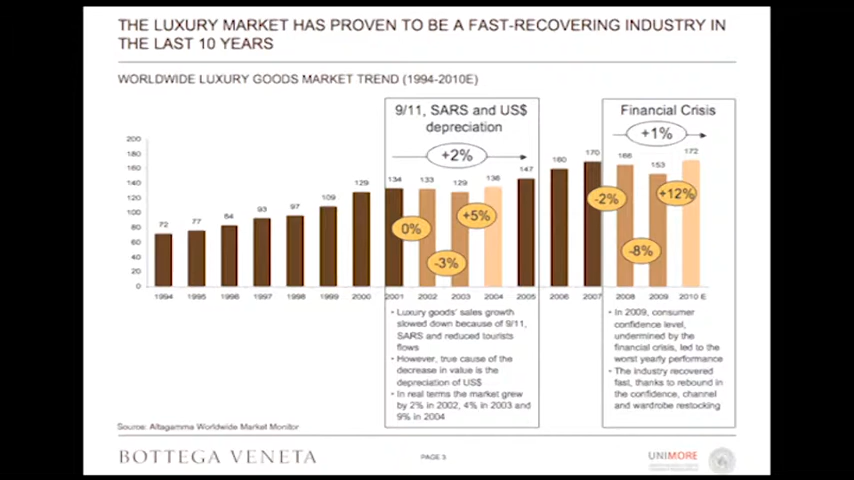 THE LUXURY MARKET HAS PROVEN TO BE A FAST-RECOVERING INDUSTRY IN
THE LAST 10 YEARS
WORLDWIDE LUXURY GOODS MARKET TREND (1994-2010E)
9/11, SARS and US$
depreciation
+2%
Financial Crisis
+1%
200
180
160
140
120
100
80
60
40
20
0
72
77
84
93
97
109
129
134
133
129
136
147
160
170
166
153
172
0%
-3%
+5%
-2%
-8%
+12%
1994
1995
1996
1997
1998
1999
2000
2001
2002
2003
2004
2005
2006
2007
2008
2009
2010 E
• Luxury goods' sales growth
slowed down because of 9/11,
SARS and reduced tourists
flows
• However, true cause of the
decrease in value is the
depreciation of US$
• In real terms the market grew
by 2% in 2002, 4% in 2003 and
9% in 2004
• In 2009, consumer
confidence level,
undermined by the
financial crisis, led to the
worst yearly performance
• The industry recovered
fast, thanks to rebound in
the confidence, channel
and wardrobe restocking
Source: Altagamma Worldwide Market Monitor
BOTTEGA VENETA
PAGE 3
UNIMORE